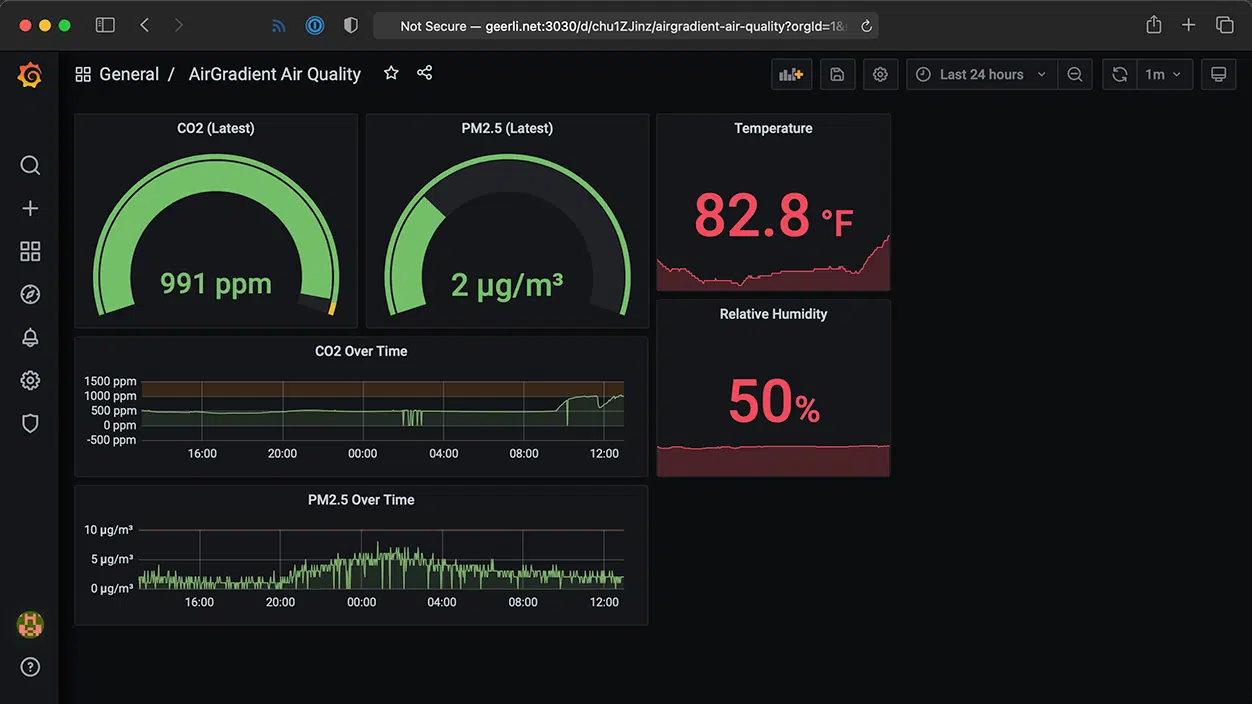 Not Secure — geerli.net:3030/d/chu1ZJinz/airgradient-air-quality?orgId=1&
General / AirGradient Air Quality
Last 24 hours
1m
CO2 (Latest)
991 ppm
PM2.5 (Latest)
2 µg/m³
Temperature
82.8 °F
CO2 Over Time
1500 ppm
1000 ppm
500 ppm
0 ppm
-500 ppm
16:00 20:00 00:00 04:00 08:00 12:00
Relative Humidity
50%
PM2.5 Over Time
10 µg/m³
5 µg/m³
0 µg/m³
16:00 20:00 00:00 04:00 08:00 12:00